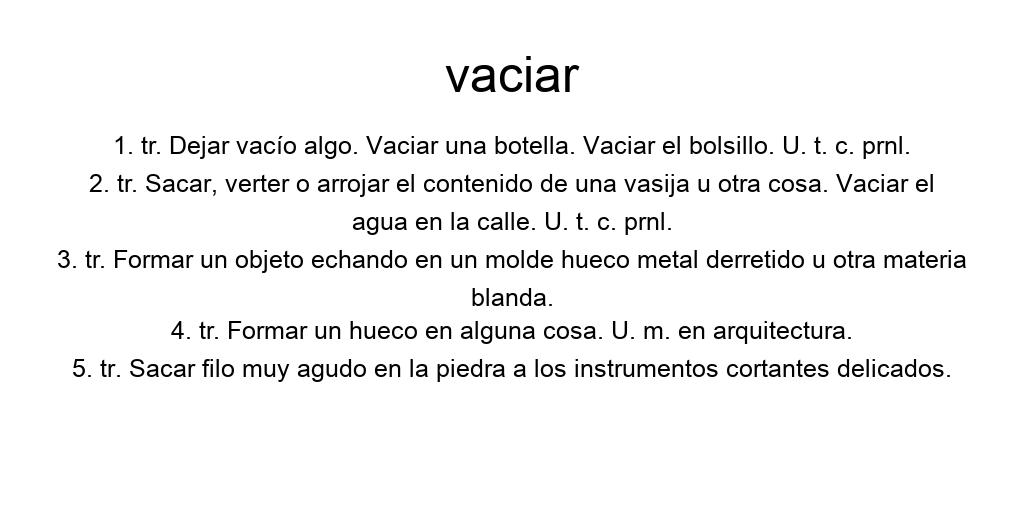 vaciar
1. tr. Dejar vacío algo. Vaciar una botella. Vaciar el bolsillo. U. t. c. prnl.
2. tr. Sacar, verter o arrojar el contenido de una vasija u otra cosa. Vaciar el
agua en la calle. U. t. c. prnl.
3. tr. Formar un objeto echando en un molde hueco metal derretido u otra materia
blanda.
4. tr. Formar un hueco en alguna cosa. U. m. en arquitectura.
5. tr. Sacar filo muy agudo en la piedra a los instrumentos cortantes delicados.